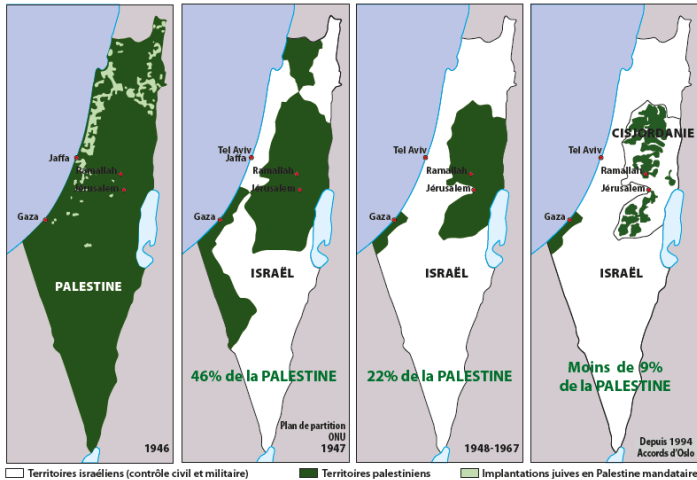 Jaffa
Ramallah
Jérusalem
Gaza
PALESTINE
1946
Tel Aviv
Jaffa
Ramallah
Jérusalem
Gaza
ISRAËL
46% de la PALESTINE
Plan de partition
ONU
1947
Tel Aviv
Ramallah
Jérusalem
Gaza
ISRAËL
22% de la PALESTINE
1948-1967
CISJORDANIE
Tel Aviv
Ramallah
Jérusalem
Gaza
ISRAËL
Moins de 9%
de la PALESTINE
Depuis 1994
Accords d'Oslo
Territoires israéliens (contrôle civil et militaire)
Territoires palestiniens
Implantations juives en Palestine mandataire